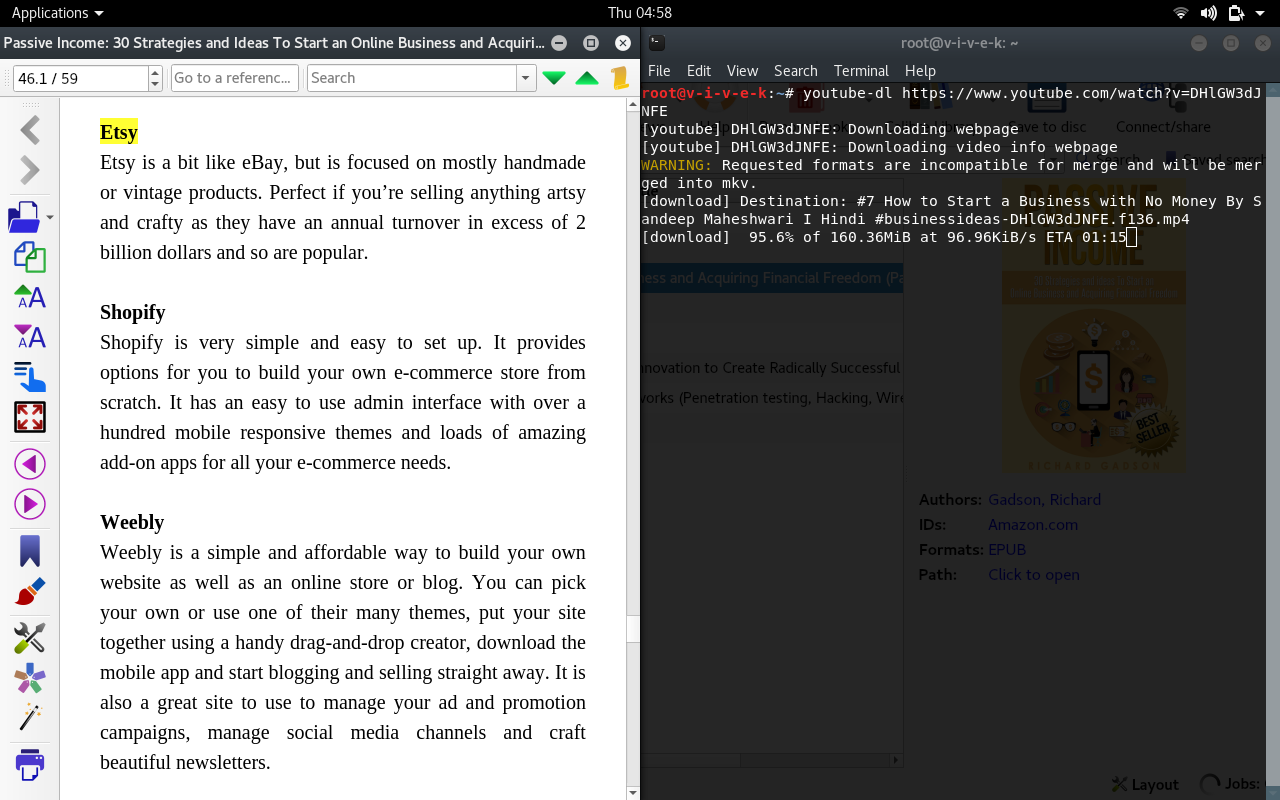 Applications
Thu 04:58
Passive Income: 30 Strategies and Ideas To Start an Online Business and Acquiri...
46.1 / 59
Go to a referenc...
Search
Etsy
Etsy is a bit like eBay, but is focused on mostly handmade
or vintage products. Perfect if you’re selling anything artsy
and crafty as they have an annual turnover in excess of 2
billion dollars and so are popular.
Shopify
Shopify is very simple and easy to set up. It provides
options for you to build your own e-commerce store from
scratch. It has an easy to use admin interface with over a
hundred mobile responsive themes and loads of amazing
add-on apps for all your e-commerce needs.
Weebly
Weebly is a simple and affordable way to build your own
website as well as an online store or blog. You can pick
your own or use one of their many themes, put your site
together using a handy drag-and-drop creator, download the
mobile app and start blogging and selling straight away. It is
also a great site to use to manage your ad and promotion
campaigns, manage social media channels and craft
beautiful newsletters.
root@v-i-v-e-k: ~
File Edit View Search Terminal Help
root@v-i-v-e-k:~# youtube-dl https://www.youtube.com/watch?v=DHlGW3dJ
NFE
[youtube] DHlGW3dJNFE: Downloading webpage
[youtube] DHlGW3dJNFE: Downloading video info webpage
WARNING: Requested formats are incompatible for merge and will be mer
ged into mkv.
[download] Destination: #7 How to Start a Business with No Money By S
andeep Maheshwari I Hindi #businessideas-DHlGW3dJNFE.f136.mp4
[download]  95.6% of 160.36MiB at 96.96KiB/s ETA 01:15
Save to disc
Connect/share
ess and Acquiring Financial Freedom (Pa
nnovation to Create Radically Successful
works (Penetration testing, Hacking, Wire
PASSIVE
INCOME
BEST
SELLER
RICHARD GADSON
Authors: Gadson, Richard
IDs: Amazon.com
Formats: EPUB
Path: Click to open
Layout
Jobs: